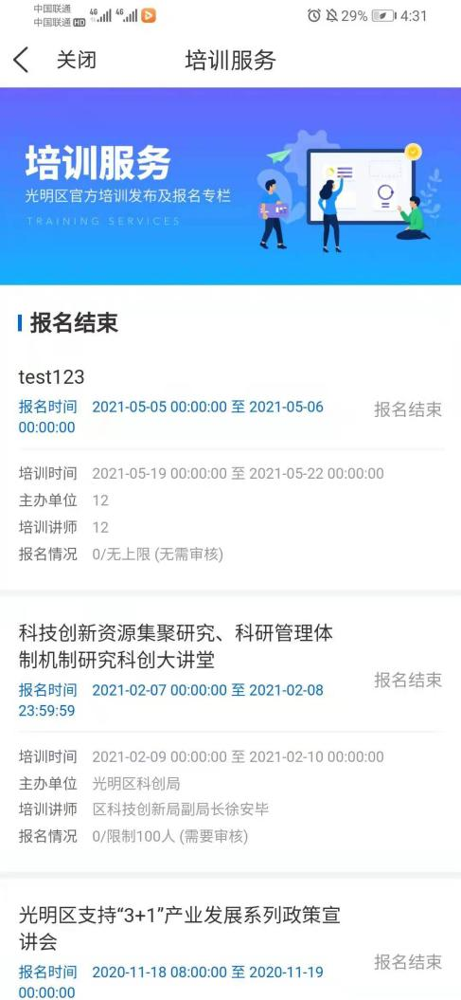 中国联通
中国联通 HD
4G 4G 29% 4:31
关闭 培训服务
培训服务
光明区官方培训发布及报名专栏
TRAINING SERVICES
报名结束
test123
报名时间 2021-05-05 00:00:00 至 2021-05-06
00:00:00
报名结束
培训时间 2021-05-19 00:00:00 至 2021-05-22 00:00:00
主办单位 12
培训讲师 12
报名情况 0/无上限 (无需审核)
科技创新资源集聚研究、科研管理体
制机制研究科创大讲堂
报名时间 2021-02-07 00:00:00 至 2021-02-08
23:59:59
报名结束
培训时间 2021-02-09 00:00:00 至 2021-02-10 00:00:00
主办单位 光明区科创局
培训讲师 区科技创新局副局长徐安毕
报名情况 0/限制100人 (需要审核)
光明区支持“3+1”产业发展系列政策宣
讲会
报名时间 2020-11-18 08:00:00 至 2020-11-19
00:00:00
报名结束